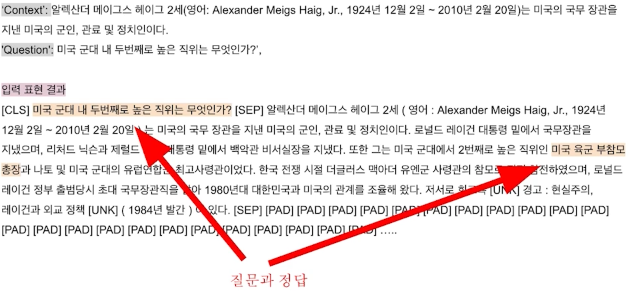 'Context': 알렉산더 메이그스 헤이그 2세(영어: Alexander Meigs Haig, Jr., 1924년 12월 2일 ~ 2010년 2월 20일)는 미국의 국무 장관을
지낸 미국의 군인, 관료 및 정치인이다.
'Question': 미국 군대 내 두번째로 높은 직위는 무엇인가?',
입력 표현 결과
[CLS] 미국 군대 내 두번째로 높은 직위는 무엇인가? [SEP] 알렉산더 메이그스 헤이그 2세 ( 영어 : Alexander Meigs Haig, Jr., 1924년
12월 2일 ~ 2010년 2월 20일 ) 는 미국의 국무 장관을 지낸 미국의 군인, 관료 및 정치인이다. 로널드 레이건 대통령 밑에서 국무장관을
지냈으며, 리처드 닉슨과 제럴드 대통령 밑에서 백악관 비서실장을 지냈다. 또한 그는 미국 군대에서 2번째로 높은 직위인 미국 육군 부참모
총장과 나토 및 미국 군대의 유럽연합 최고사령관이었다. 한국 전쟁 시절 더글러스 맥아더 유엔군 사령관의 참모로 참전하였으며, 로널드
레이건 정부 출범당시 초대 국무장관직을 맡아 1980년대 대한민국과 미국의 관계를 조율해 왔다. 저서로 [UNK] 경고 : 현실주의,
레이건과 외교 정책 [UNK] ( 1984년 발간 ) 이 있다. [SEP] [PAD] [PAD] [PAD] [PAD] [PAD] [PAD] [PAD] [PAD] [PAD] [PAD]
[PAD] [PAD] [PAD] [PAD] [PAD] [PAD] [PAD] [PAD] [PAD] [PAD] .....
질문과 정답